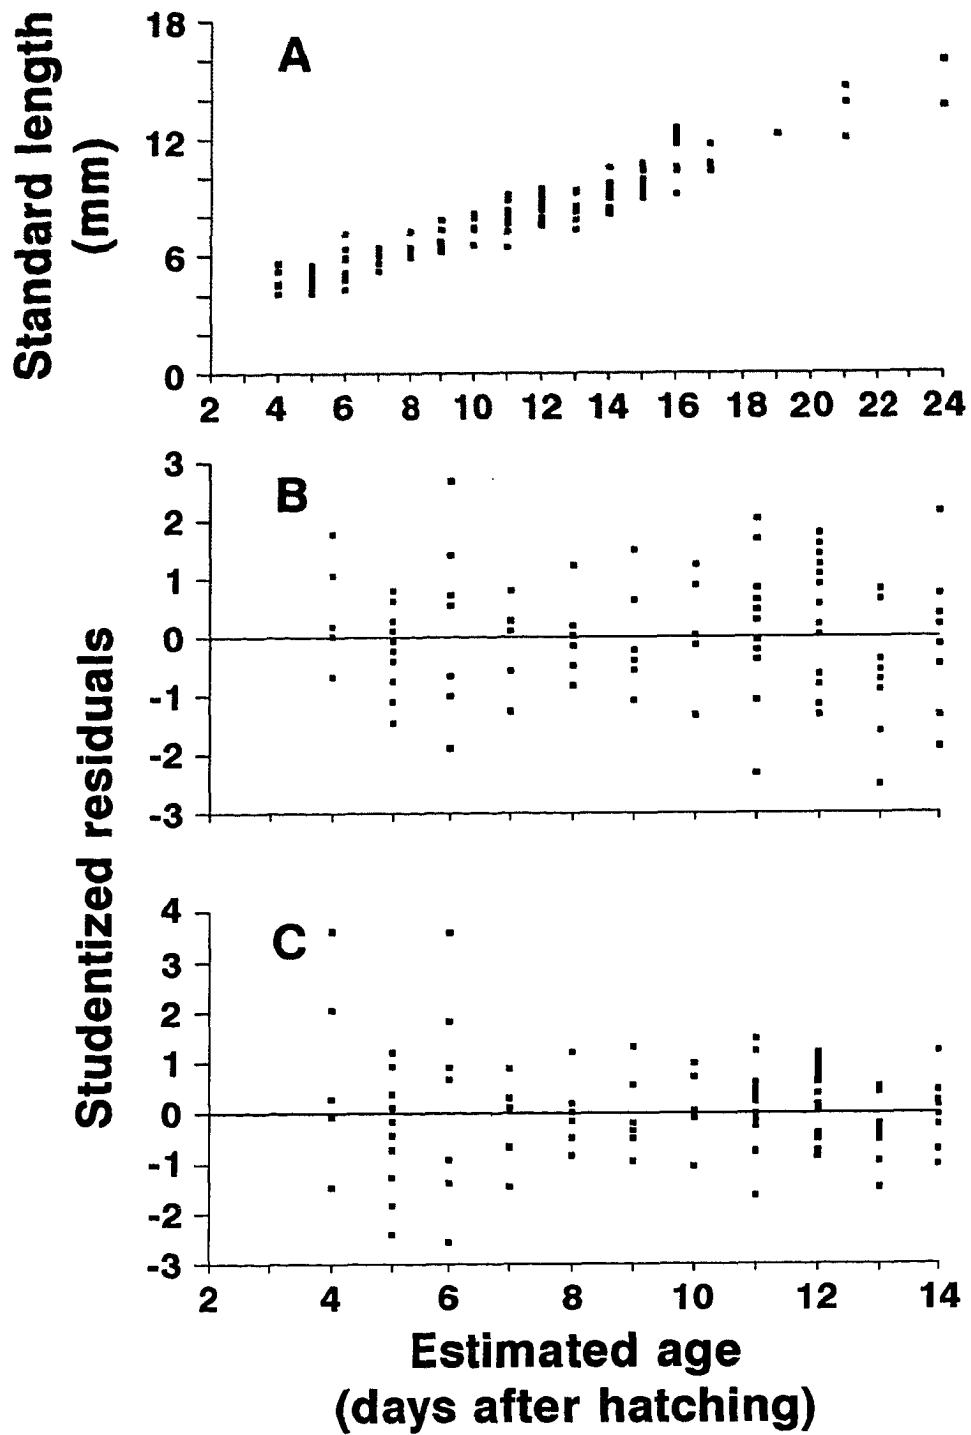 A
Standard length
(mm)
18
12
6
0
2 4 6 8 10 12 14 16 18 20 22 24
B
3
2
1
0
-1
-2
-3
Studentized residuals
C
4
3
2
1
0
-1
-2
-3
2 4 6 8 10 12 14
Estimated age
(days after hatching)